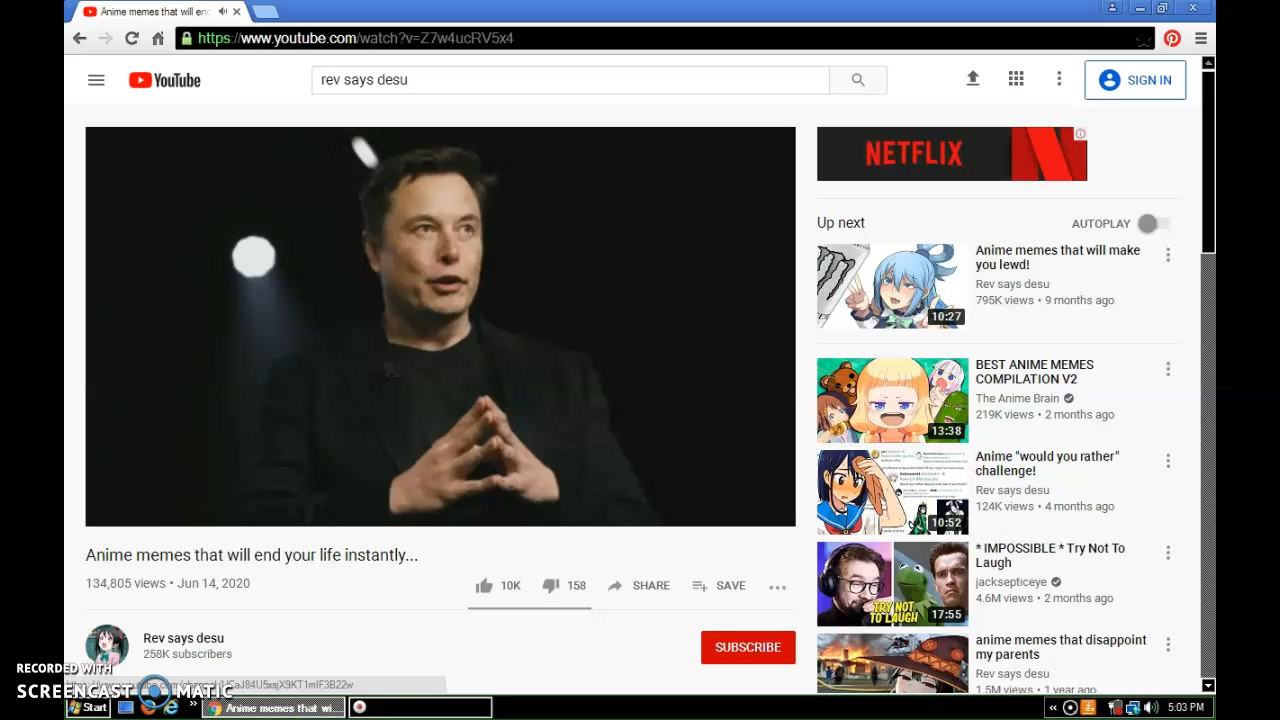 Anime memes that will end
https://www.youtube.com/watch?v=Z7w4ucRV5x4
YouTube
rev says desu
SIGN IN
NETFLIX
Up next
AUTOPLAY
Anime memes that will make
you lewd!
Rev says desu
795K views • 9 months ago
10:27
BEST ANIME MEMES
COMPILATION V2
The Anime Brain
219K views • 2 months ago
13:38
Anime "would you rather"
challenge!
Rev says desu
124K views • 4 months ago
10:52
* IMPOSSIBLE * Try Not To
Laugh
jacksepticeye
4.6M views • 2 months ago
TRY NOT
TO LAUGH
17:55
anime memes that disappoint
my parents
Rev says desu
1.5M views • 1 year ago
Anime memes that will end your life instantly...
134,805 views • Jun 14, 2020
10K
158
SHARE
SAVE
Rev says desu
258K subscribers
SUBSCRIBE
RECORDED WITH
SCREENCAST MATIC
Start
Anime memes that wi...
5:03 PM